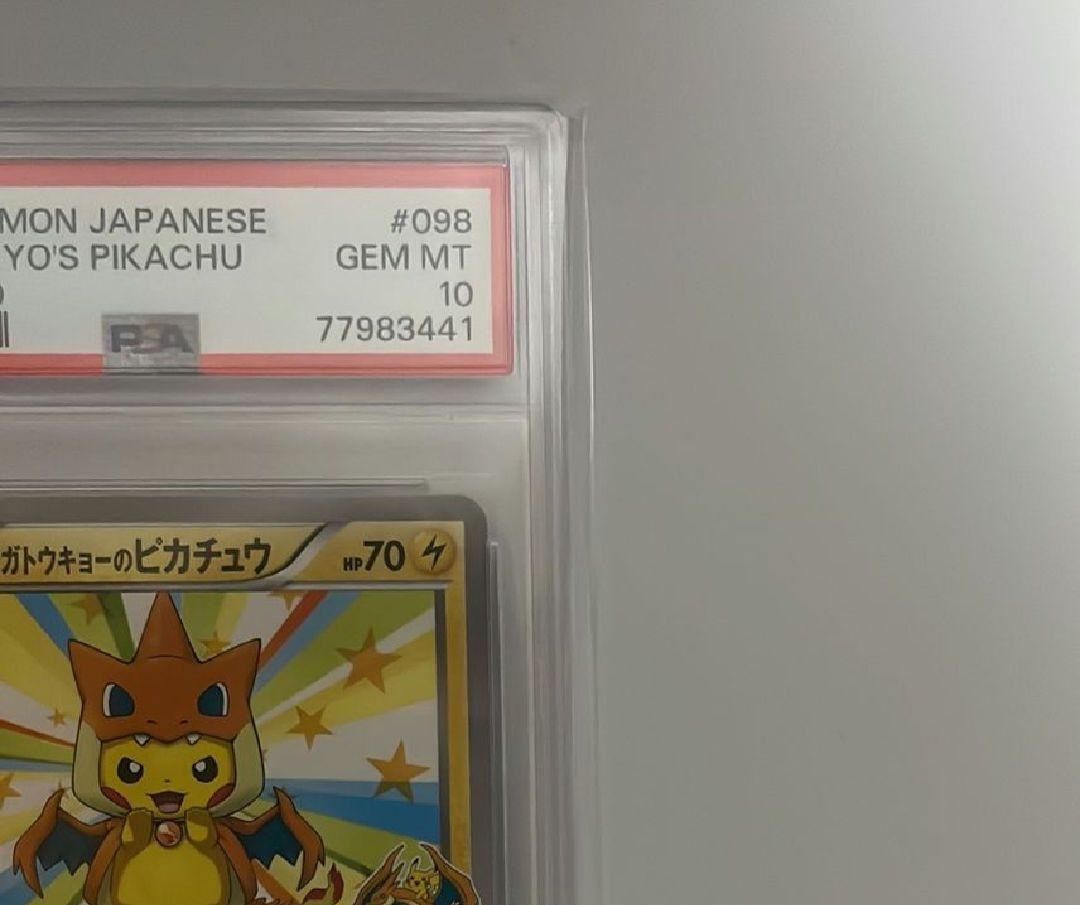 MON JAPANESE #098
YO'S PIKACHU GEM MT
10
PSA 77983441
ガトウキョーのピカチュウ HP70